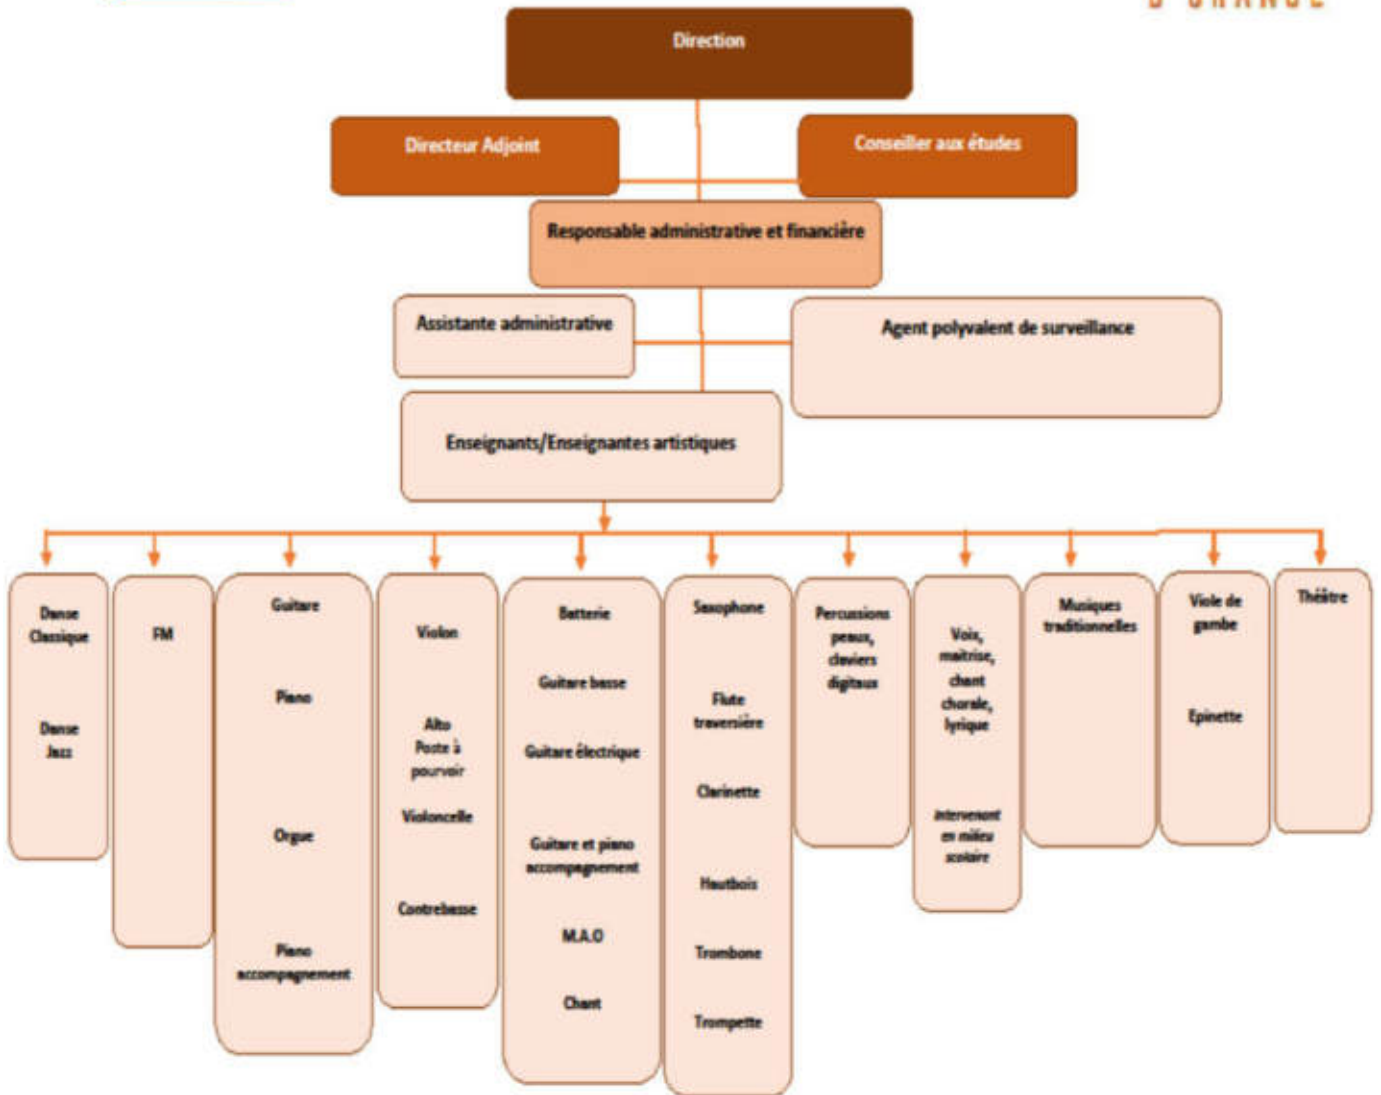 D'ORANGE
Direction
Directeur Adjoint
Conseiller aux études
Responsable administrative et financière
Assistante administrative
Agent polyvalent de surveillance
Enseignants/Enseignantes artistiques
Danse
Classique
Danse
Jazz
FM
Guitare
Piano
Orgue
Piano
accompagnement
Violon
Alto
Poste à
pourvoir
Violoncelle
Contrebasse
Batterie
Guitare basse
Guitare électrique
Guitare et piano
accompagnement
M.A.O
Chant
Saxophone
Flute
traversière
Clarinette
Hautbois
Trombone
Trompette
Percussions
peaux,
claviers
digitaux
Voix,
maitrise,
chant
chorale,
lyrique
Intervenant
en milieu
scolaire
Musiques
traditionnelles
Viole de
gambe
Epinette
Théâtre